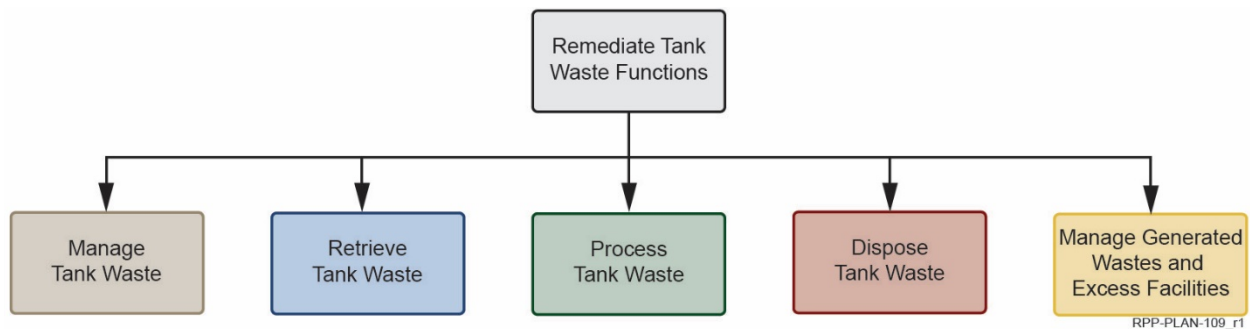 Remediate Tank
Waste Functions
Manage
Tank Waste
Retrieve
Tank Waste
Process
Tank Waste
Dispose
Tank Waste
Manage Generated
Wastes and
Excess Facilities
RPP-PLAN-109_r1